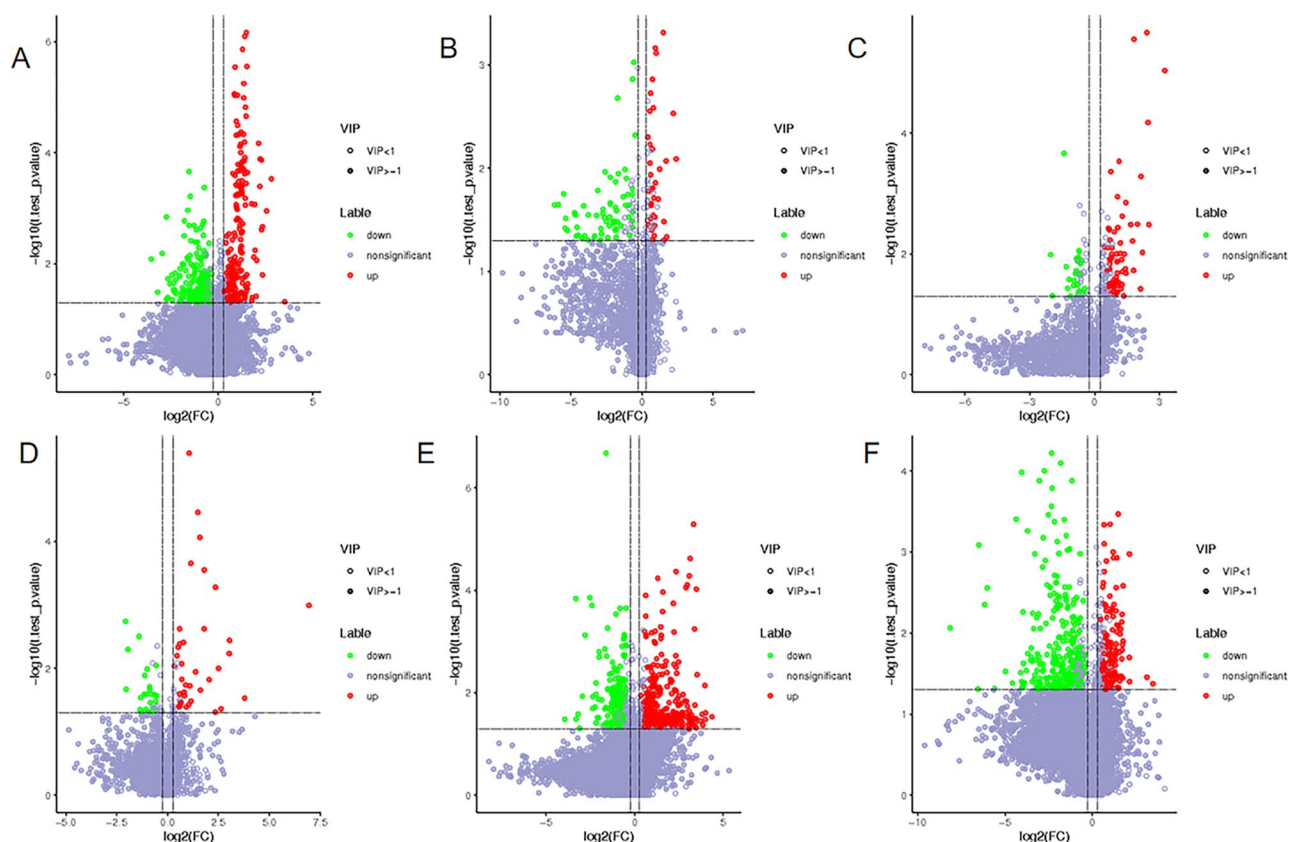 A
−log10(t.test_p.value)
6
4
2
0
−5
0
5
log2(FC)
VIP
VIP<1
VIP>=1
Lable
down
nonsignificant
up
B
−log10(t.test_p.value)
3
2
1
0
−10
−5
0
5
log2(FC)
VIP
VIP<1
VIP>=1
Lable
down
nonsignificant
up
C
−log10(t.test_p.value)
4
2
0
−6
−3
0
3
log2(FC)
VIP
VIP<1
VIP>=1
Lable
down
nonsignificant
up
D
−log10(t.test_p.value)
4
2
0
−5.0
−2.5
0.0
2.5
5.0
7.5
log2(FC)
VIP
VIP<1
VIP>=1
Lable
down
nonsignificant
up
E
−log10(t.test_p.value)
6
4
2
0
−5
0
5
log2(FC)
VIP
VIP<1
VIP>=1
Lable
down
nonsignificant
up
F
−log10(t.test_p.value)
4
3
2
1
0
−10
−5
0
log2(FC)
VIP
VIP<1
VIP>=1
Lable
down
nonsignificant
up